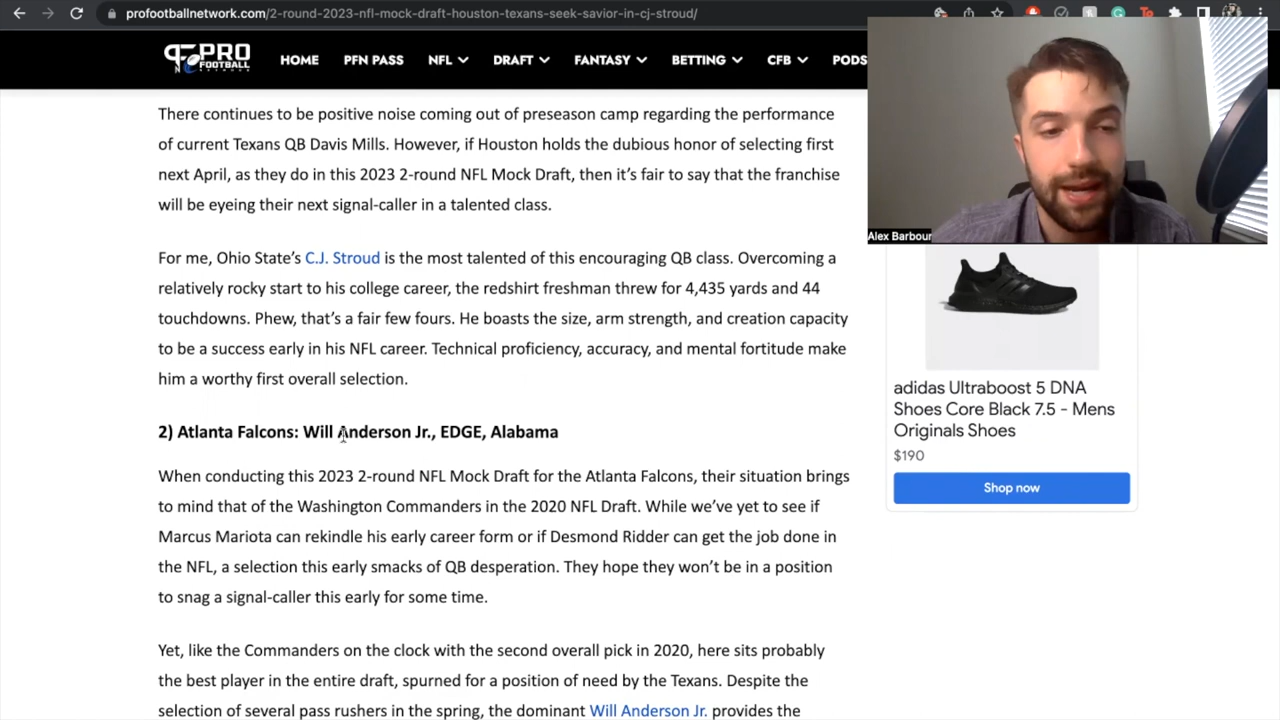 profootballnetwork.com/2-round-2023-nfl-mock-draft-houston-texans-seek-savior-in-cj-stroud/
PRO FOOTBALL NETWORK
HOME PFN PASS NFL DRAFT FANTASY BETTING CFB PODS
There continues to be positive noise coming out of preseason camp regarding the performance
of current Texans QB Davis Mills. However, if Houston holds the dubious honor of selecting first
next April, as they do in this 2023 2-round NFL Mock Draft, then it’s fair to say that the franchise
will be eyeing their next signal-caller in a talented class.
For me, Ohio State’s C.J. Stroud is the most talented of this encouraging QB class. Overcoming a
relatively rocky start to his college career, the redshirt freshman threw for 4,435 yards and 44
touchdowns. Phew, that’s a fair few fours. He boasts the size, arm strength, and creation capacity
to be a success early in his NFL career. Technical proficiency, accuracy, and mental fortitude make
him a worthy first overall selection.
2) Atlanta Falcons: Will Anderson Jr., EDGE, Alabama
When conducting this 2023 2-round NFL Mock Draft for the Atlanta Falcons, their situation brings
to mind that of the Washington Commanders in the 2020 NFL Draft. While we’ve yet to see if
Marcus Mariota can rekindle his early career form or if Desmond Ridder can get the job done in
the NFL, a selection this early smacks of QB desperation. They hope they won’t be in a position
to snag a signal-caller this early for some time.
Yet, like the Commanders on the clock with the second overall pick in 2020, here sits probably
the best player in the entire draft, spurned for a position of need by the Texans. Despite the
selection of several pass rushers in the spring, the dominant Will Anderson Jr. provides the
Alex Barbour
adidas Ultraboost 5 DNA
Shoes Core Black 7.5 - Mens
Originals Shoes
$190
Shop now